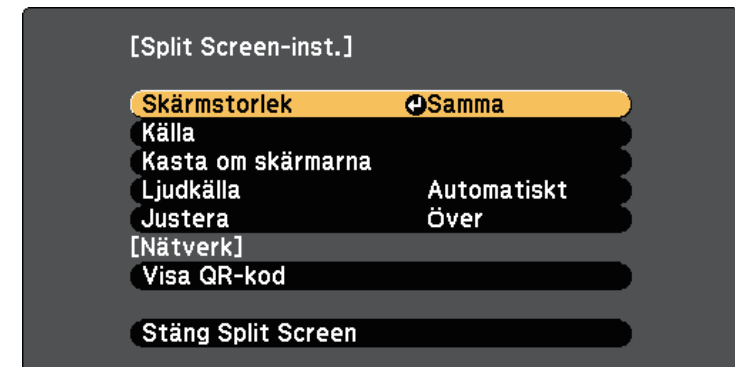 [Split Screen-inst.]
Skärmstorlek Samma
Källa
Kasta om skärmarna
Ljudkälla Automatiskt
Justera Över
[Nätverk]
Visa QR-kod
Stäng Split Screen